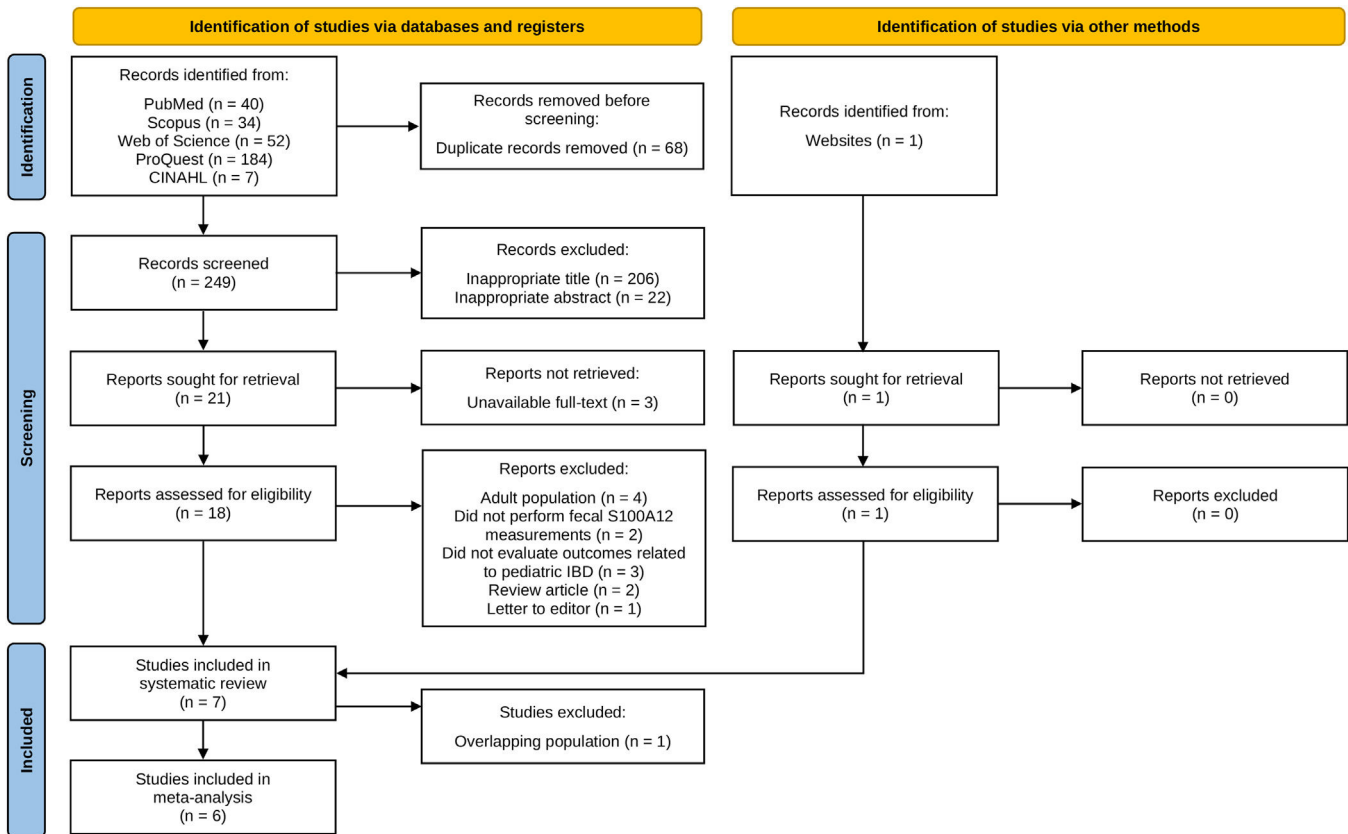 Identification of studies via databases and registers
Identification of studies via other methods
Identification
Records identified from:
PubMed (n = 40)
Scopus (n = 34)
Web of Science (n = 52)
ProQuest (n = 184)
CINAHL (n = 7)
Records removed before
screening:
Duplicate records removed (n = 68)
Records identified from:
Websites (n = 1)
Screening
Records screened
(n = 249)
Records excluded:
Inappropriate title (n = 206)
Inappropriate abstract (n = 22)
Reports sought for retrieval
(n = 21)
Reports not retrieved:
Unavailable full-text (n = 3)
Reports sought for retrieval
(n = 1)
Reports not retrieved
(n = 0)
Reports assessed for eligibility
(n = 18)
Reports excluded:
Adult population (n = 4)
Did not perform fecal S100A12
measurements (n = 2)
Did not evaluate outcomes related
to pediatric IBD (n = 3)
Review article (n = 2)
Letter to editor (n = 1)
Reports assessed for eligibility
(n = 1)
Reports excluded
(n = 0)
Included
Studies included in
systematic review
(n = 7)
Studies excluded:
Overlapping population (n = 1)
Studies included in
meta-analysis
(n = 6)